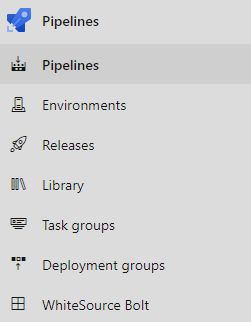 Pipelines
Pipelines
Environments
Releases
Library
Task groups
Deployment groups
WhiteSource Bolt